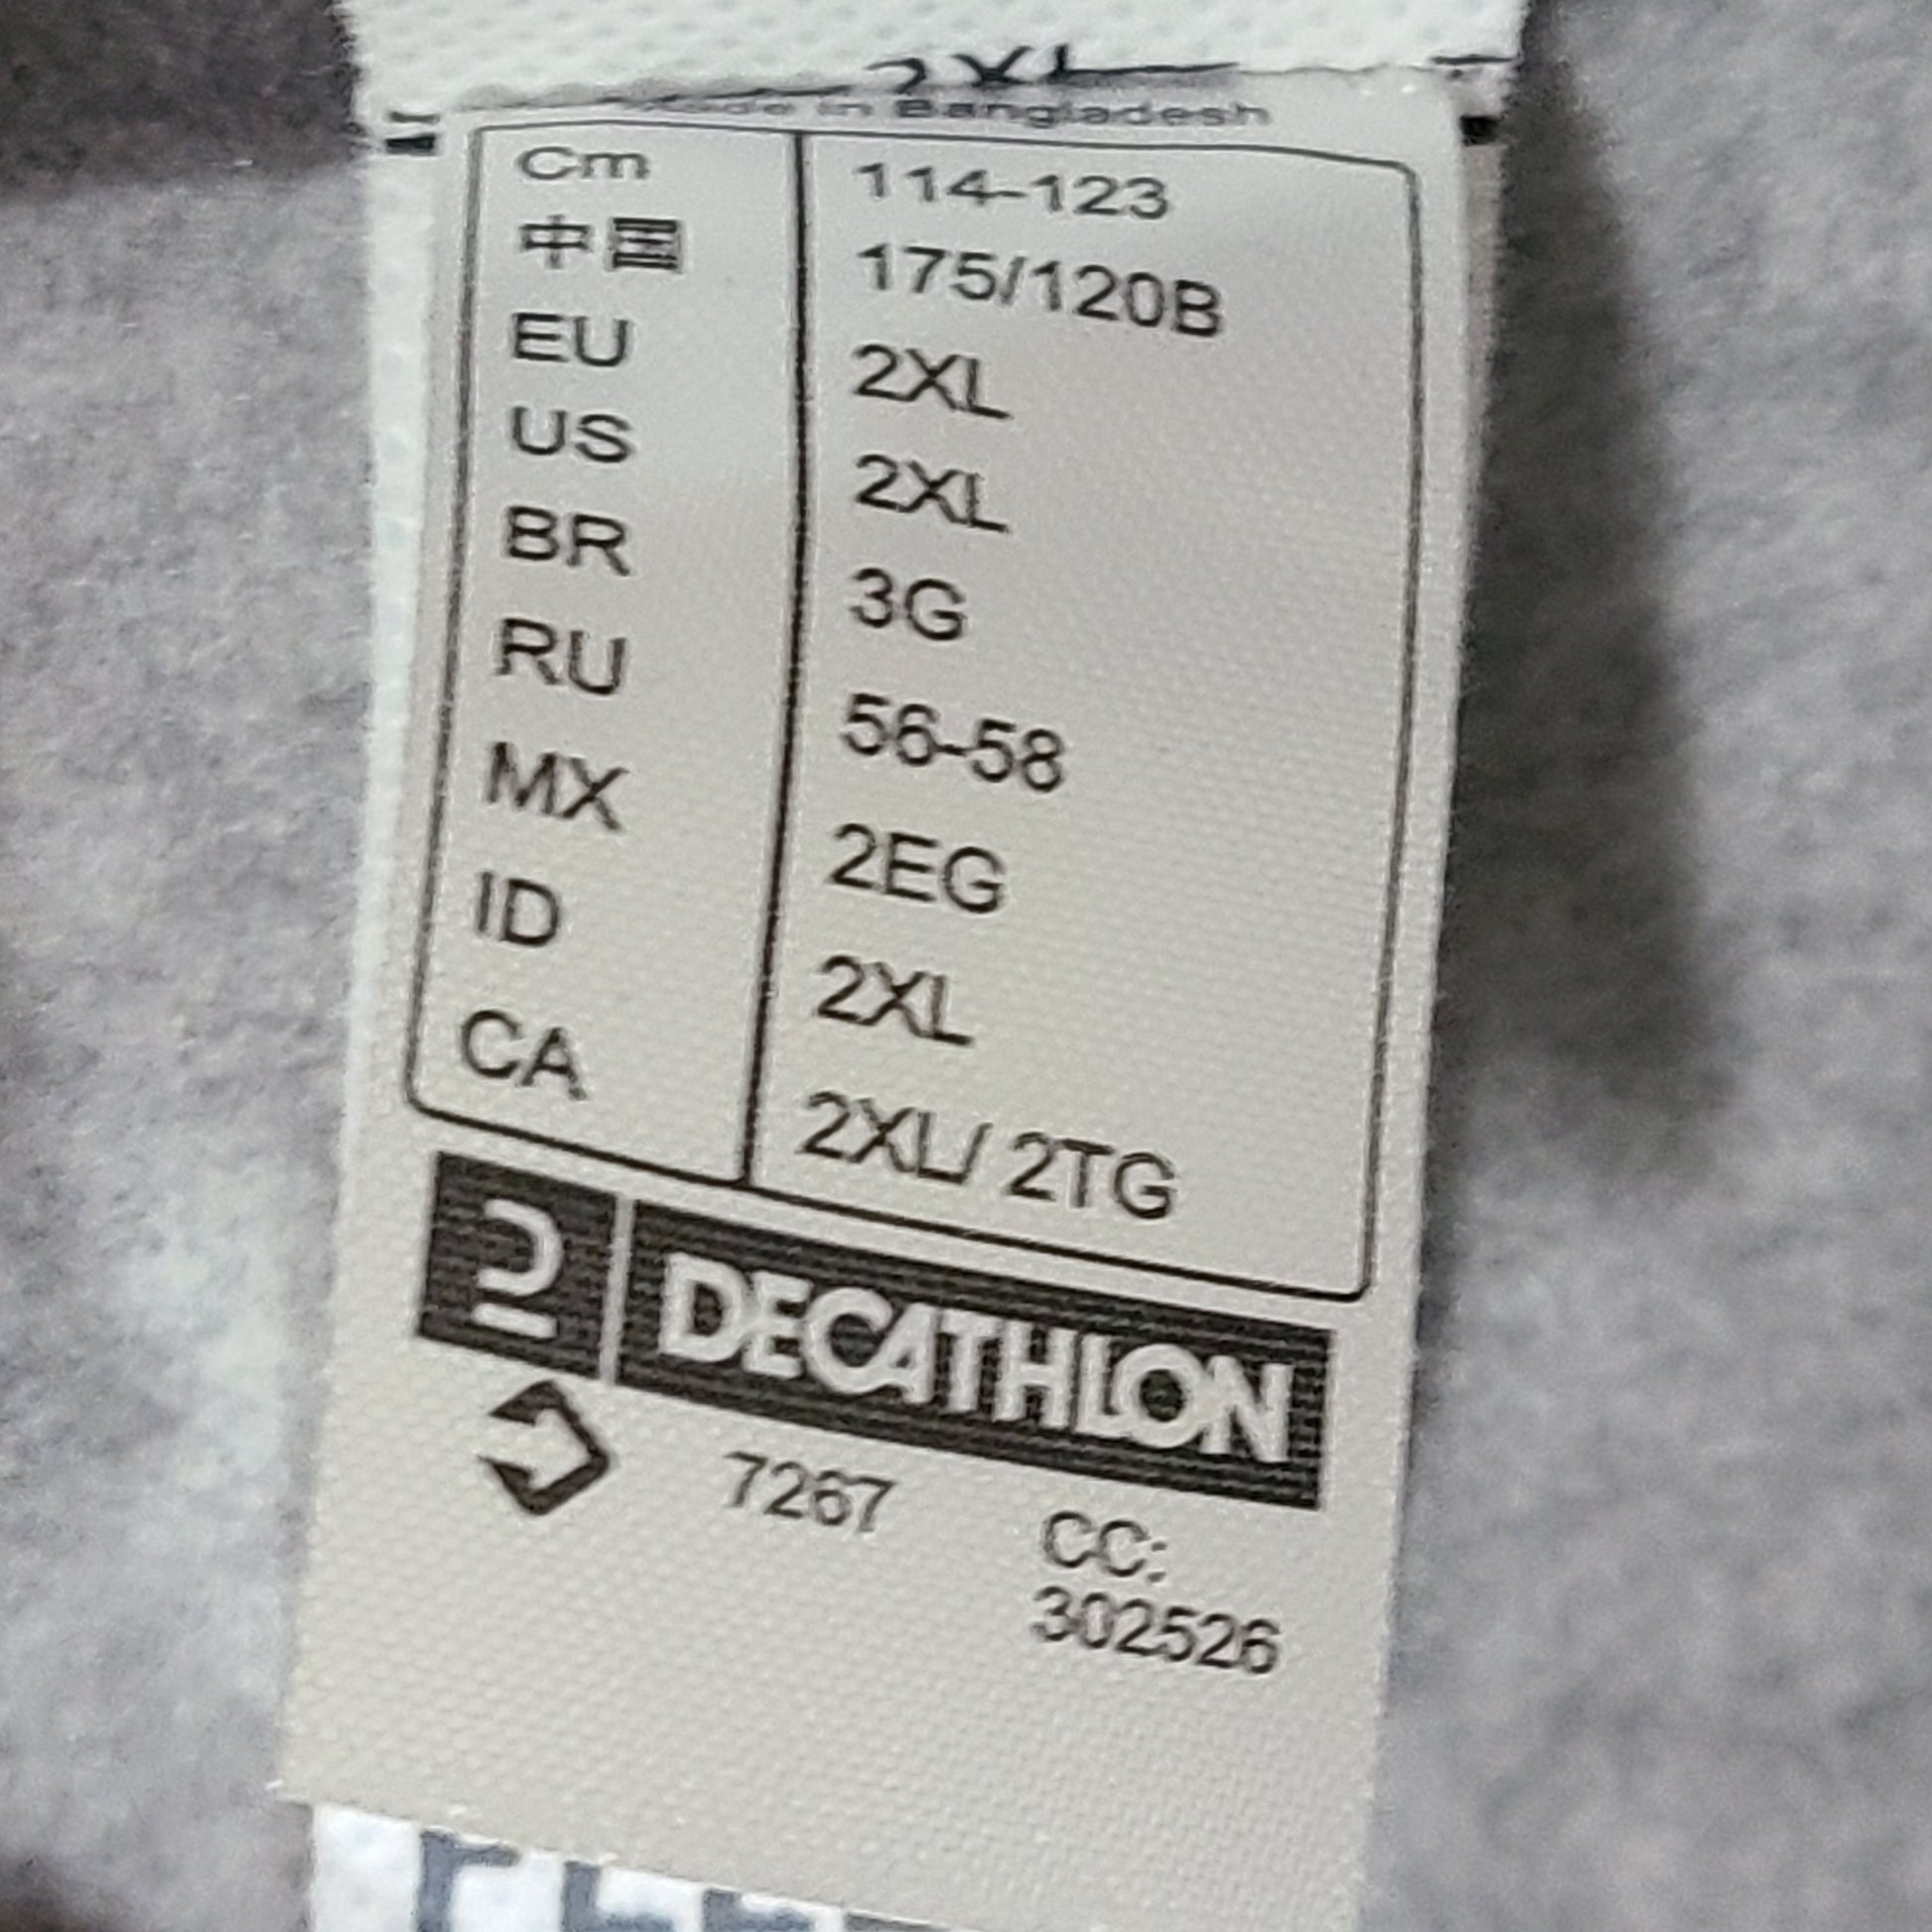 2XL
Made in Bangladesh
Cm 114-123
中国 175/120B
EU 2XL
US 2XL
BR 3G
RU 56-58
MX 2EG
ID 2XL
CA 2XL/ 2TG
DECATHLON
7267 CC:
302526